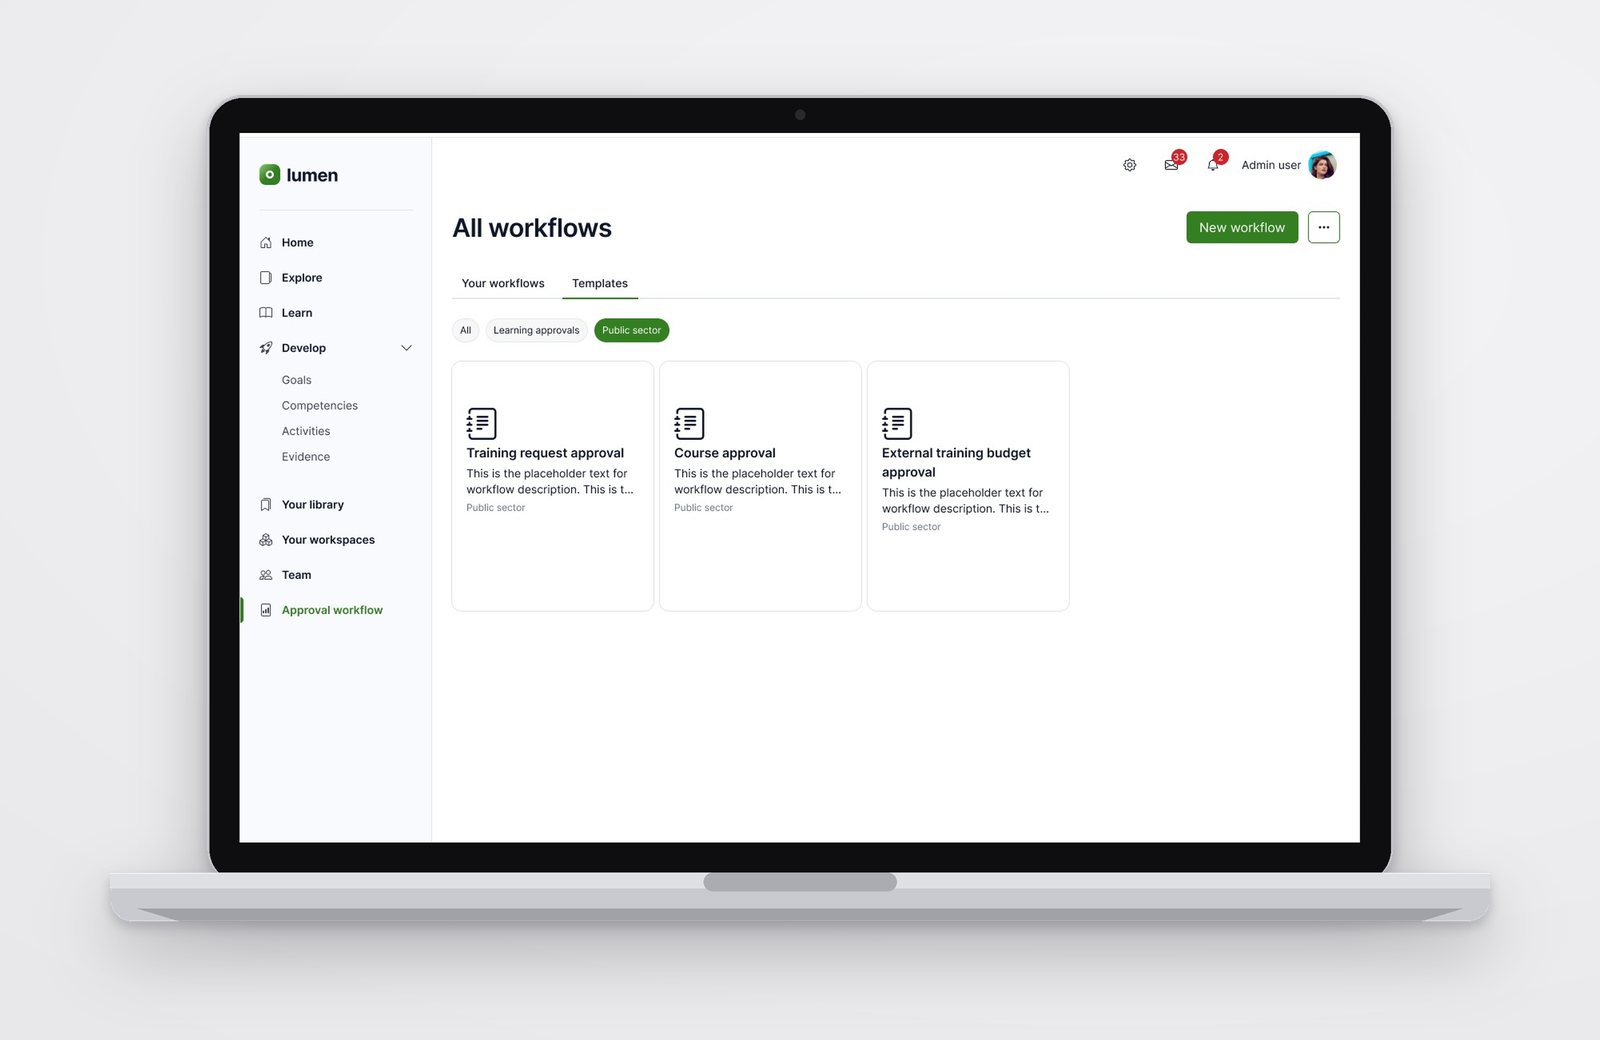 lumen
33
2
Admin user
Home
Explore
Learn
Develop
Goals
Competencies
Activities
Evidence
Your library
Your workspaces
Team
Approval workflow
All workflows
New workflow
Your workflows
Templates
All
Learning approvals
Public sector
Training request approval
This is the placeholder text for
workflow description. This is t...
Public sector
Course approval
This is the placeholder text for
workflow description. This is t...
Public sector
External training budget
approval
This is the placeholder text for
workflow description. This is t...
Public sector